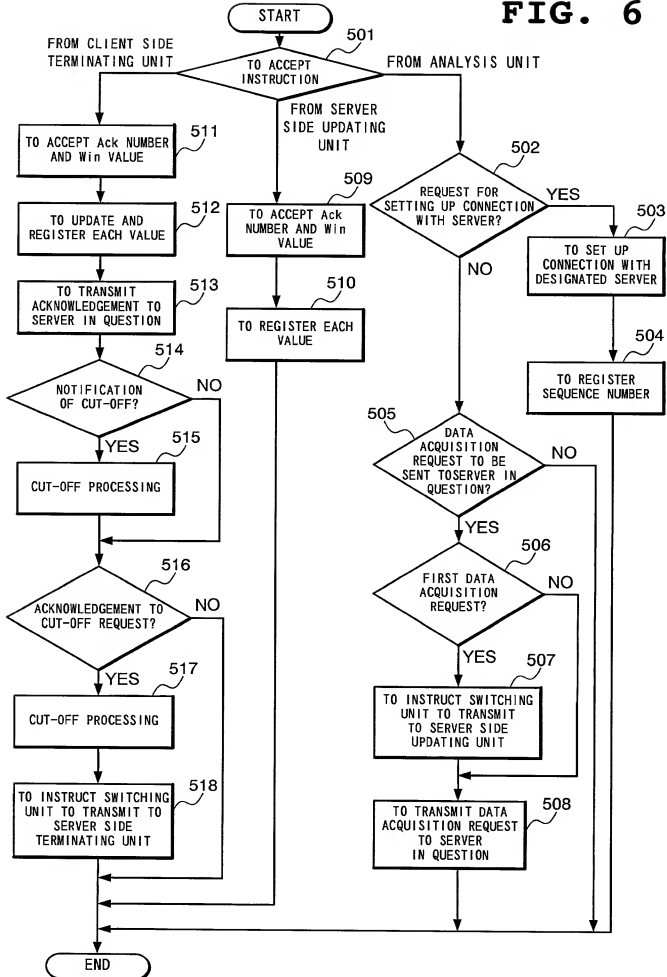 FIG. 6
START
501
TO ACCEPT
INSTRUCTION
FROM CLIENT SIDE
TERMINATING UNIT
FROM SERVER
SIDE UPDATING
UNIT
FROM ANALYSIS UNIT
511
TO ACCEPT Ack NUMBER
AND Win VALUE
512
TO UPDATE AND
REGISTER EACH VALUE
513
TO TRANSMIT
ACKNOWLEDGEMENT TO
SERVER IN QUESTION
514
NOTIFICATION
OF CUT-OFF?
NO
YES
515
CUT-OFF PROCESSING
516
ACKNOWLEDGEMENT TO
CUT-OFF REQUEST?
NO
YES
517
CUT-OFF PROCESSING
518
TO INSTRUCT SWITCHING
UNIT TO TRANSMIT TO
SERVER SIDE
TERMINATING UNIT
509
TO ACCEPT Ack
NUMBER AND Win
VALUE
510
TO REGISTER EACH
VALUE
502
REQUEST FOR
SETTING UP CONNECTION
WITH SERVER?
YES
NO
503
TO SET UP
CONNECTION WITH
DESIGNATED SERVER
504
TO REGISTER
SEQUENCE NUMBER
505
DATA
ACQUISITION
REQUEST TO BE
SENT TOSERVER IN
QUESTION?
NO
YES
506
FIRST DATA
ACQUISITION
REQUEST?
NO
YES
507
TO INSTRUCT SWITCHING
UNIT TO TRANSMIT
TO SERVER SIDE
UPDATING UNIT
508
TO TRANSMIT DATA
ACQUISITION REQUEST
TO SERVER
IN QUESTION
END